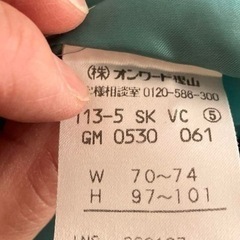 (株)オンワード樫山
客様相談室 0120-586-300
113-5 SK VC ⑤
GM 0530 061
W 70〜74
H 97〜101